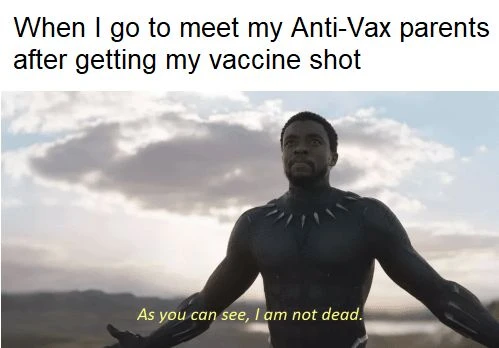 When I go to meet my Anti-Vax parents
after getting my vaccine shot
As you can see, I am not dead.